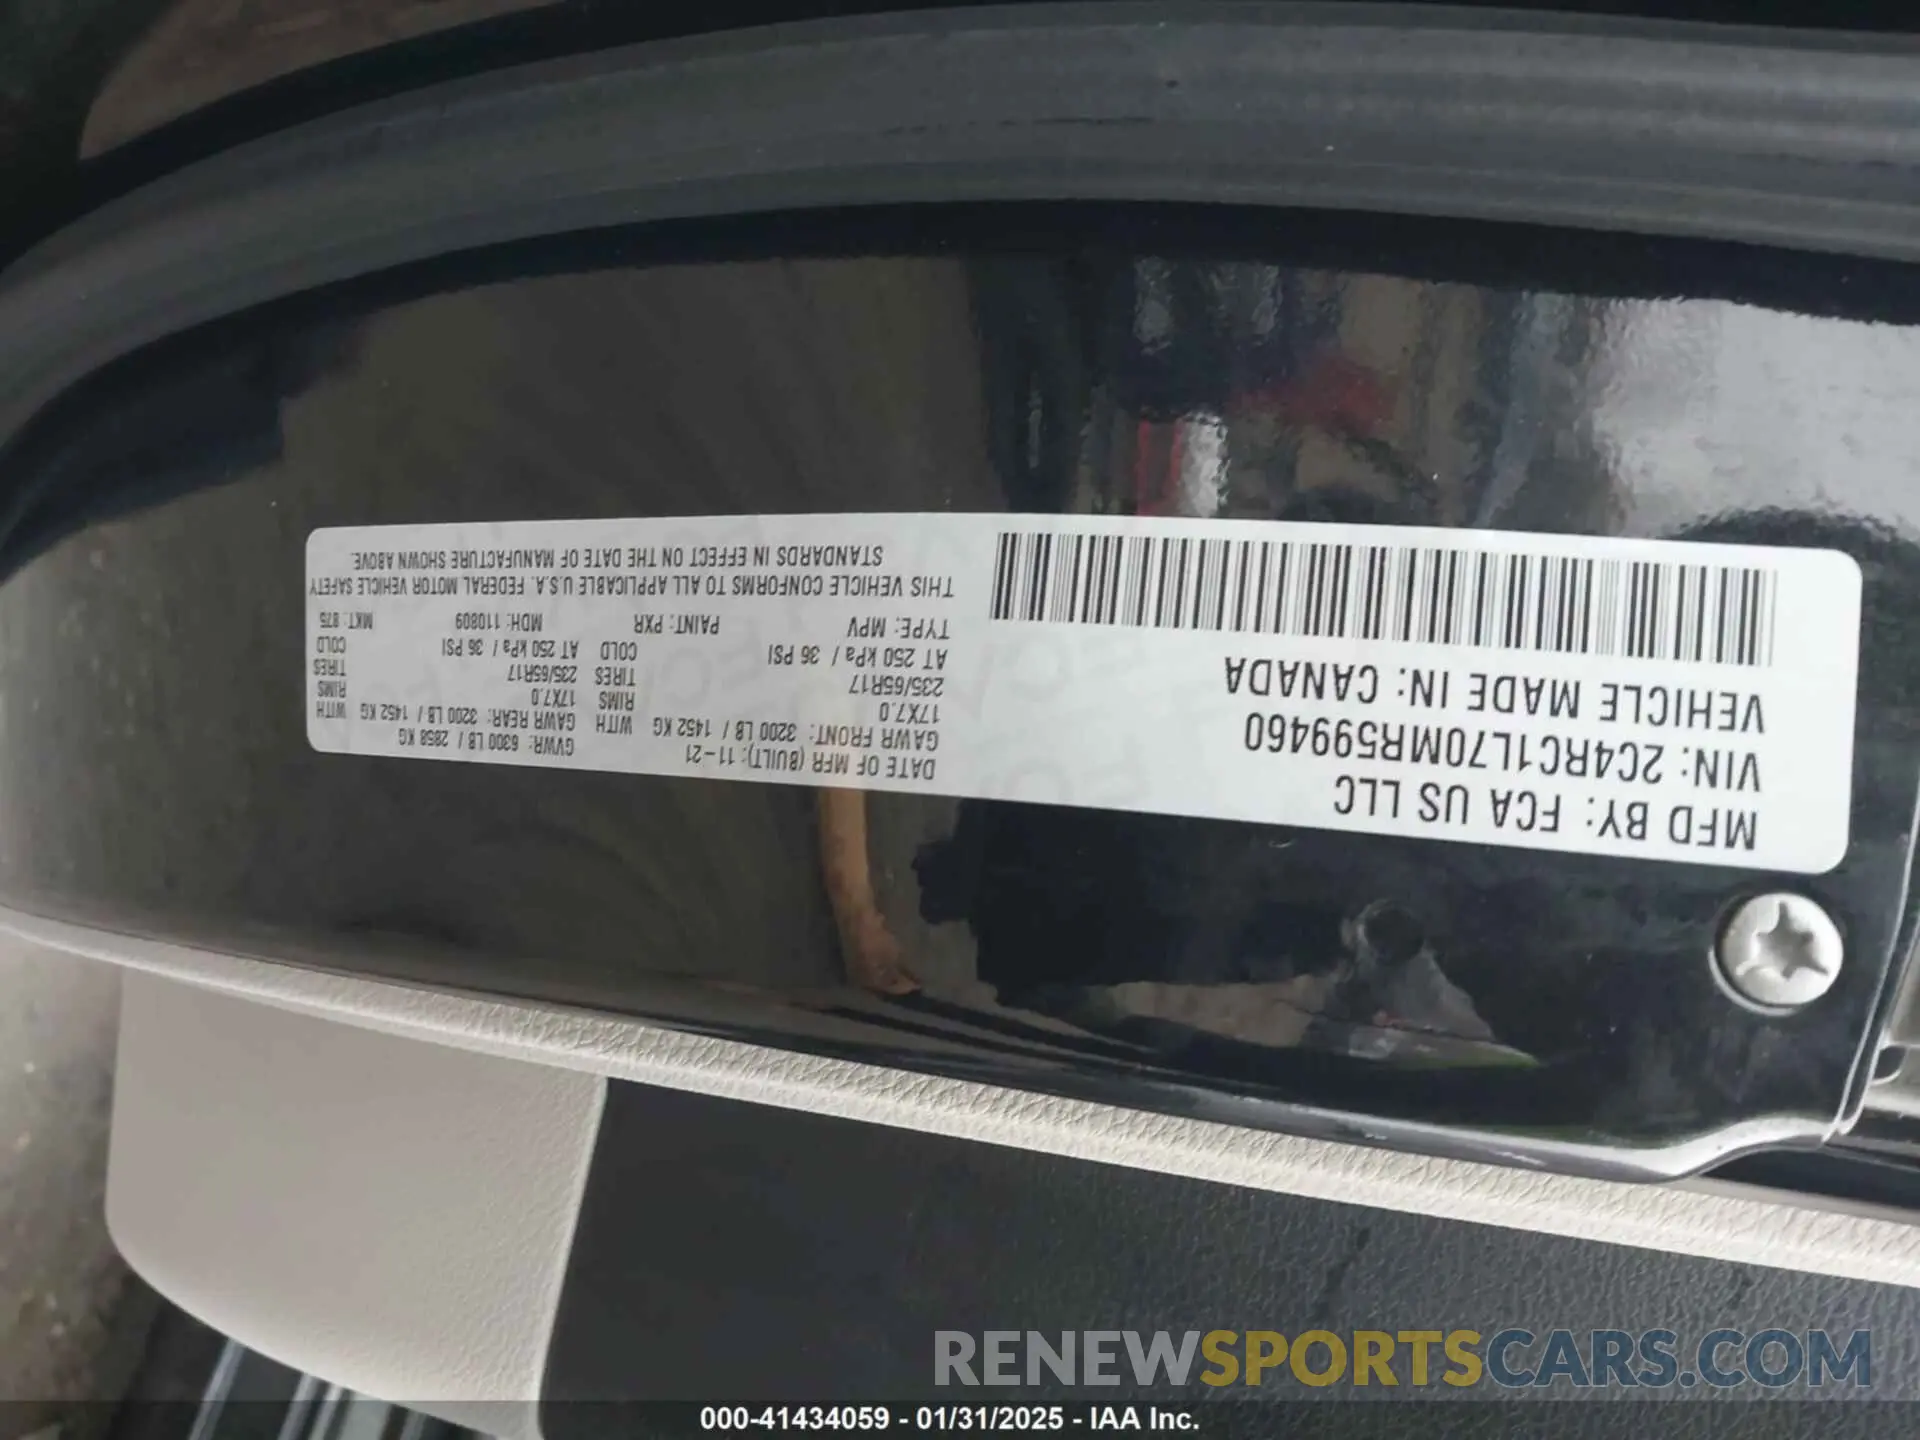 MFD BY: FCA US LLC
VIN: 2C4RC1L70MR599460
VEHICLE MADE IN: CANADA
DATE OF MFR (BUILT): 11-21 GVWR: 6300 LB / 2858 KG
GAWR FRONT: 3200 LB / 1452 KG WITH GAWR REAR: 3200 LB / 1452 KG WITH
17X7.0 RIMS 17X7.0 RIMS
235/65R17 TIRES 235/65R17 TIRES
AT 250 kPa / 36 PSI COLD AT 250 kPa / 36 PSI COLD
TYPE: MPV PAINT: PXR MDH: 110809 MKT: 875
THIS VEHICLE CONFORMS TO ALL APPLICABLE U.S.A. FEDERAL MOTOR VEHICLE SAFETY
STANDARDS IN EFFECT ON THE DATE OF MANUFACTURE SHOWN ABOVE.
RENEWSPORTSCARS.COM
000-41434059 - 01/31/2025 - IAA Inc.